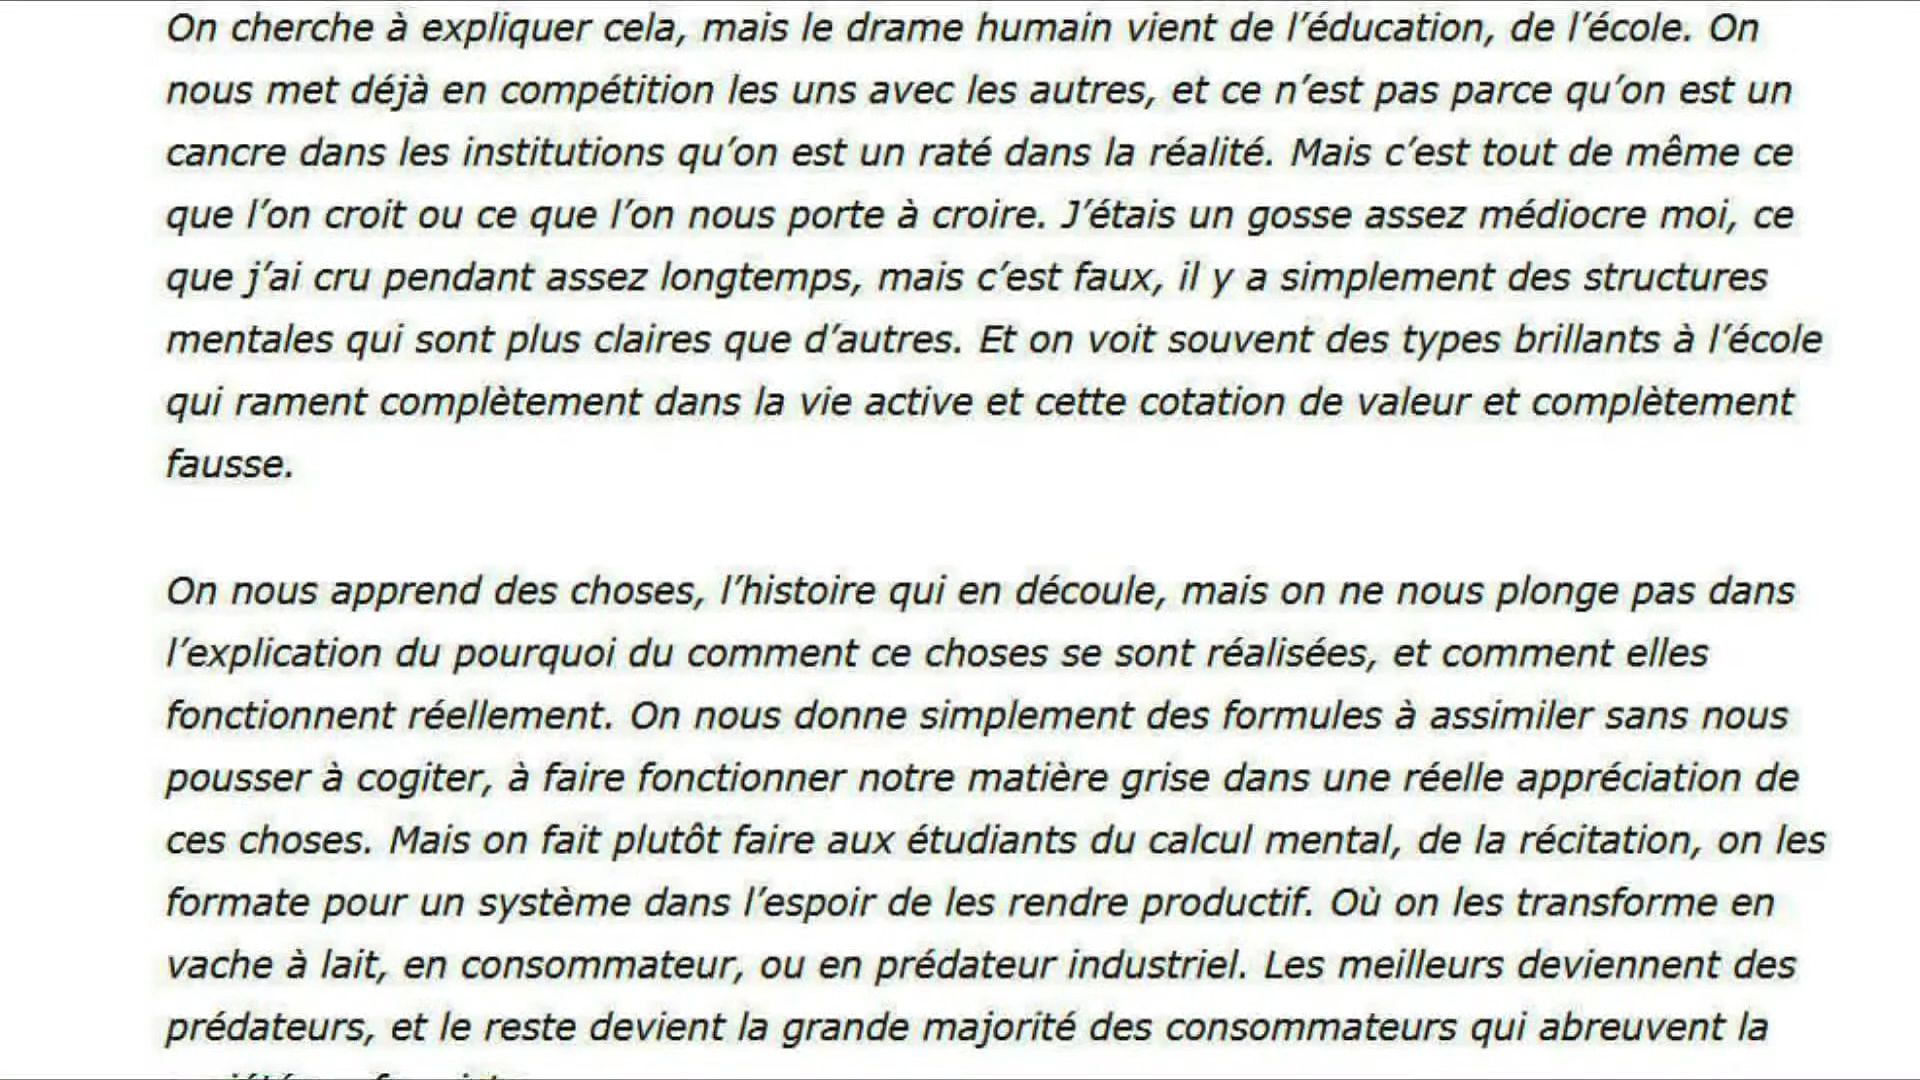 On cherche à expliquer cela, mais le drame humain vient de l’éducation, de l’école. On
nous met déjà en compétition les uns avec les autres, et ce n’est pas parce qu’on est un
cancre dans les institutions qu’on est un raté dans la réalité. Mais c’est tout de même ce
que l’on croit ou ce que l’on nous porte à croire. J’étais un gosse assez médiocre moi, ce
que j’ai cru pendant assez longtemps, mais c’est faux, il y a simplement des structures
mentales qui sont plus claires que d’autres. Et on voit souvent des types brillants à l’école
qui rament complètement dans la vie active et cette cotation de valeur et complètement
fausse.
On nous apprend des choses, l’histoire qui en découle, mais on ne nous plonge pas dans
l’explication du pourquoi du comment ce choses se sont réalisées, et comment elles
fonctionnent réellement. On nous donne simplement des formules à assimiler sans nous
pousser à cogiter, à faire fonctionner notre matière grise dans une réelle appréciation de
ces choses. Mais on fait plutôt faire aux étudiants du calcul mental, de la récitation, on les
formate pour un système dans l’espoir de les rendre productif. Où on les transforme en
vache à lait, en consommateur, ou en prédateur industriel. Les meilleurs deviennent des
prédateurs, et le reste devient la grande majorité des consommateurs qui abreuvent la